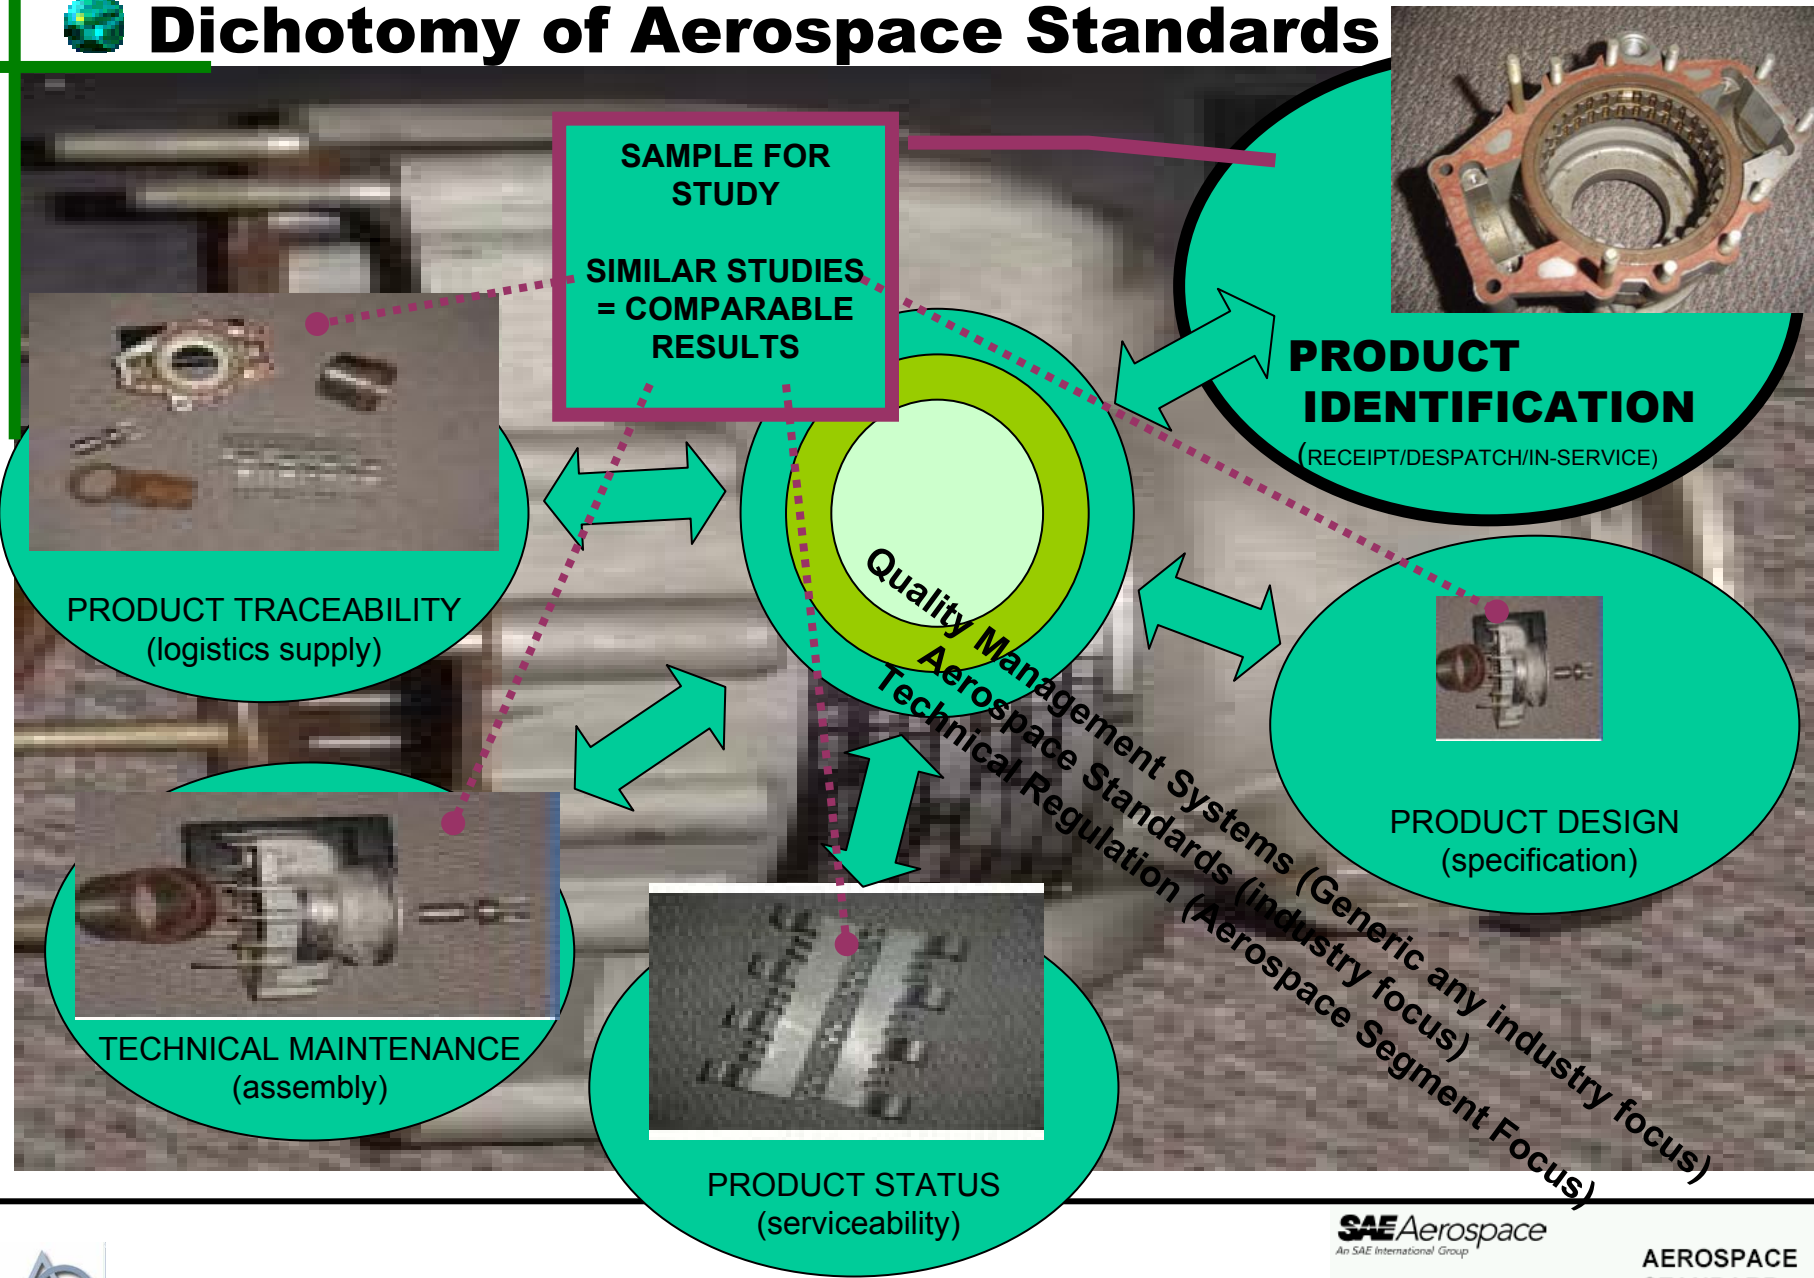 Dichotomy of Aerospace Standards
SAMPLE FOR
STUDY
SIMILAR STUDIES
= COMPARABLE
RESULTS
PRODUCT
IDENTIFICATION
(RECEIPT/DESPATCH/IN-SERVICE)
PRODUCT TRACEABILITY
(logistics supply)
Quality Management Systems (Generic any industry focus)
Aerospace Standards (industry focus)
Technical Regulation (Aerospace Segment Focus)
PRODUCT DESIGN
(specification)
TECHNICAL MAINTENANCE
(assembly)
PRODUCT STATUS
(serviceability)
SAE Aerospace
An SAE International Group
AEROSPACE